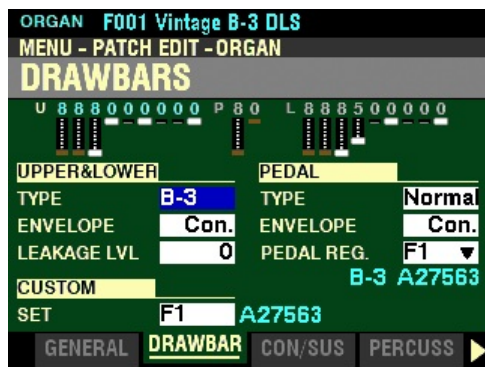 ORGAN F001 Vintage B-3 DLS
MENU - PATCH EDIT - ORGAN
DRAWBARS
U 888000000 P 80 L 888500000
UPPER&LOWER PEDAL
TYPE B-3 TYPE Normal
ENVELOPE Con. ENVELOPE Con.
LEAKAGE LVL 0 PEDAL REG. F1 ▼
B-3 A27563
CUSTOM
SET F1 A27563
GENERAL DRAWBAR CON/SUS PERCUSS